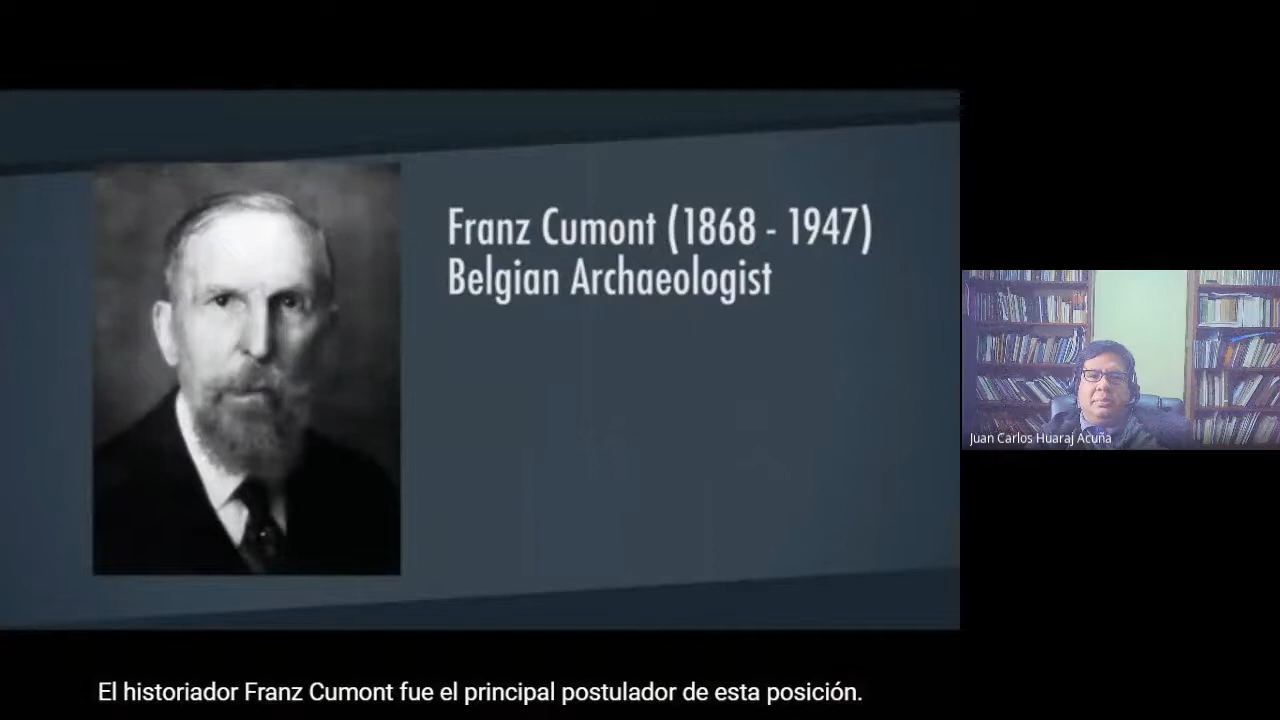 Franz Cumont (1868 - 1947)
Belgian Archaeologist
Juan Carlos Huaraj Acuña
El historiador Franz Cumont fue el principal postulador de esta posición.